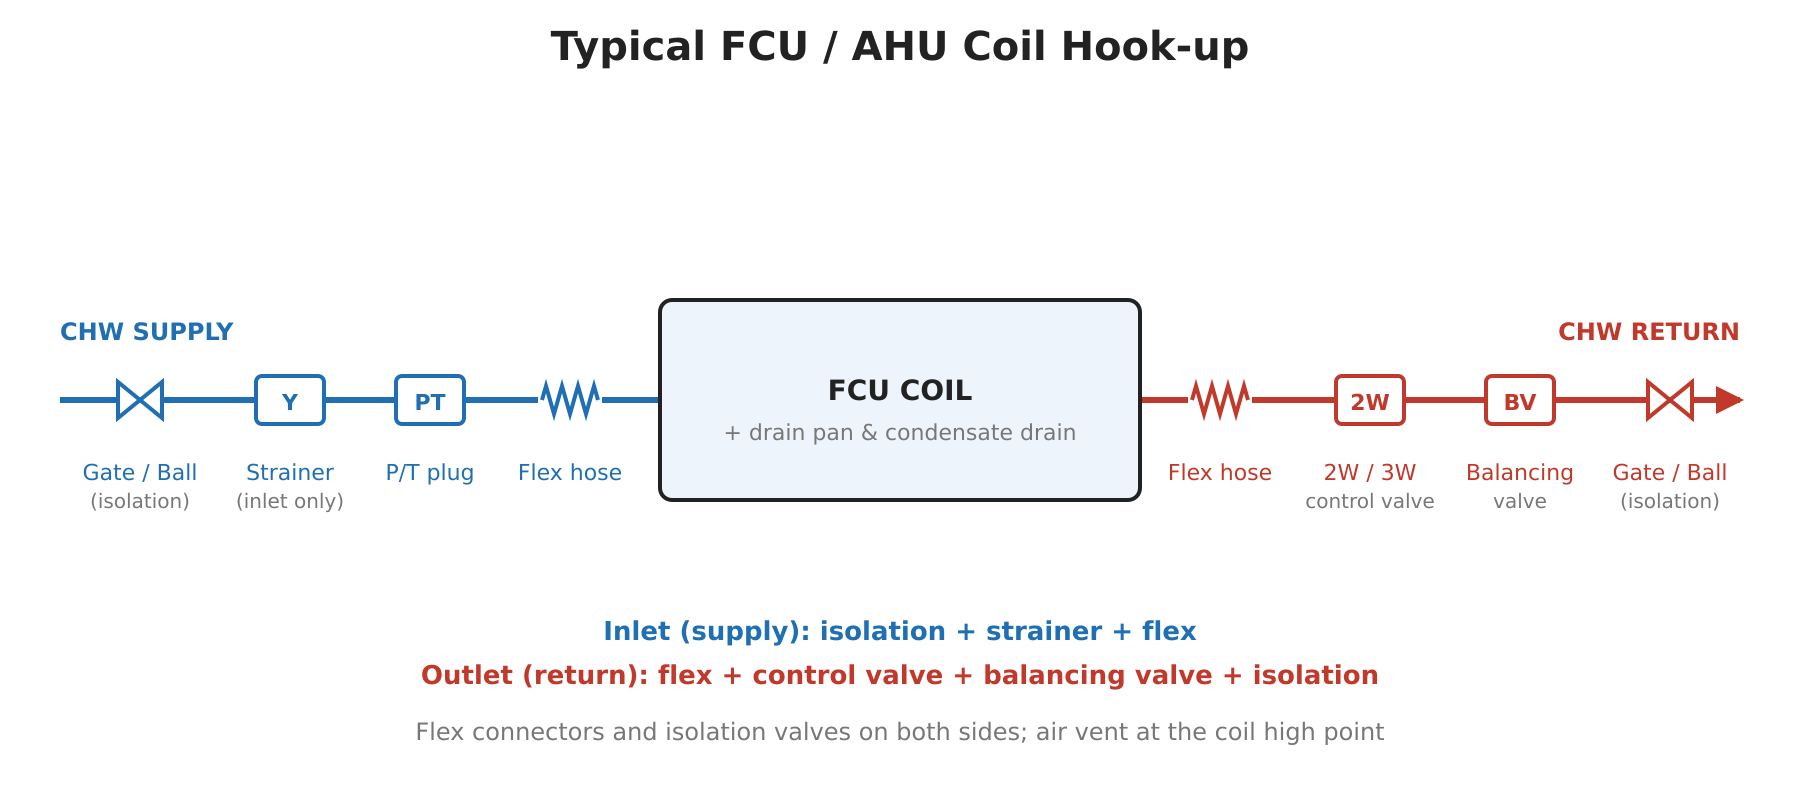 Typical FCU / AHU Coil Hook-up
CHW SUPPLY
CHW RETURN
Y
PT
FCU COIL
+ drain pan & condensate drain
2W
BV
Gate / Ball
(isolation)
Strainer
(inlet only)
P/T plug
Flex hose
Flex hose
2W / 3W
control valve
Balancing
valve
Gate / Ball
(isolation)
Inlet (supply): isolation + strainer + flex
Outlet (return): flex + control valve + balancing valve + isolation
Flex connectors and isolation valves on both sides; air vent at the coil high point